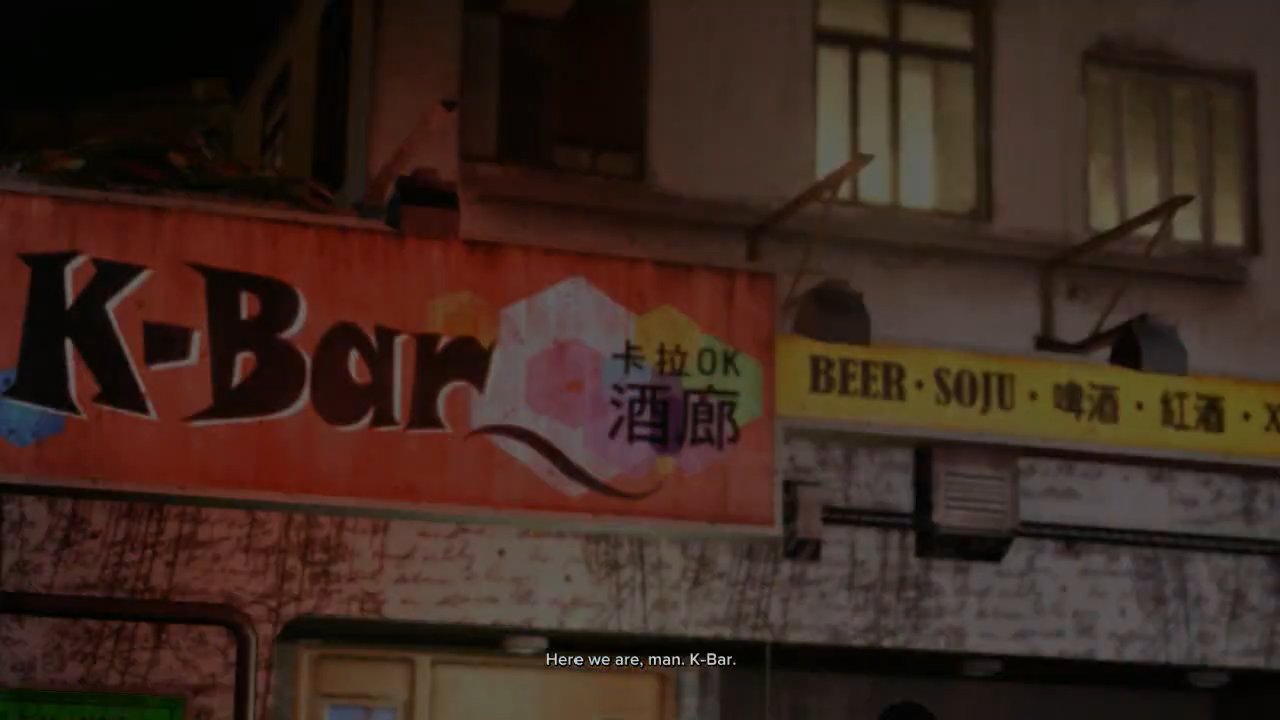 K-Bar
卡拉OK
酒廊
BEER · SOJU · 啤酒 · 紅酒 · X
Here we are, man. K-Bar.